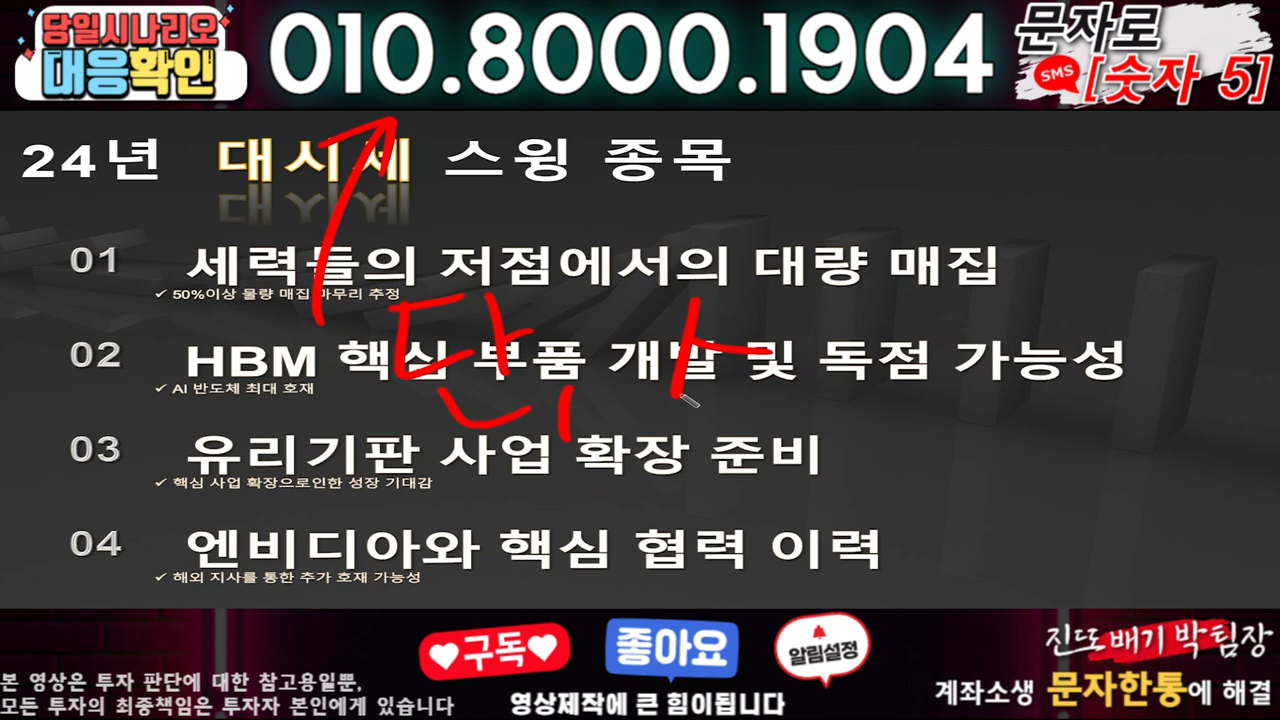 당일시나리오
대응확인
010.8000.1904
문자로
SMS [숫자 5]
24년 대시세 스윙 종목
01 세력들의 저점에서의 대량 매집
✓ 50%이상 물량 매집 마무리 추정
02 HBM 핵심 부품 개발 및 독점 가능성
✓ AI 반도체 최대 호재
03 유리기판 사업 확장 준비
✓ 핵심 사업 확장으로인한 성장 기대감
04 엔비디아와 핵심 협력 이력
✓ 해외 지사를 통한 추가 호재 가능성
구독
좋아요
알림설정
진또배기 박팀장
본 영상은 투자 판단에 대한 참고용일뿐,
모든 투자의 최종책임은 투자자 본인에게 있습니다
영상제작에 큰 힘이됩니다
계좌소생 문자한통에 해결